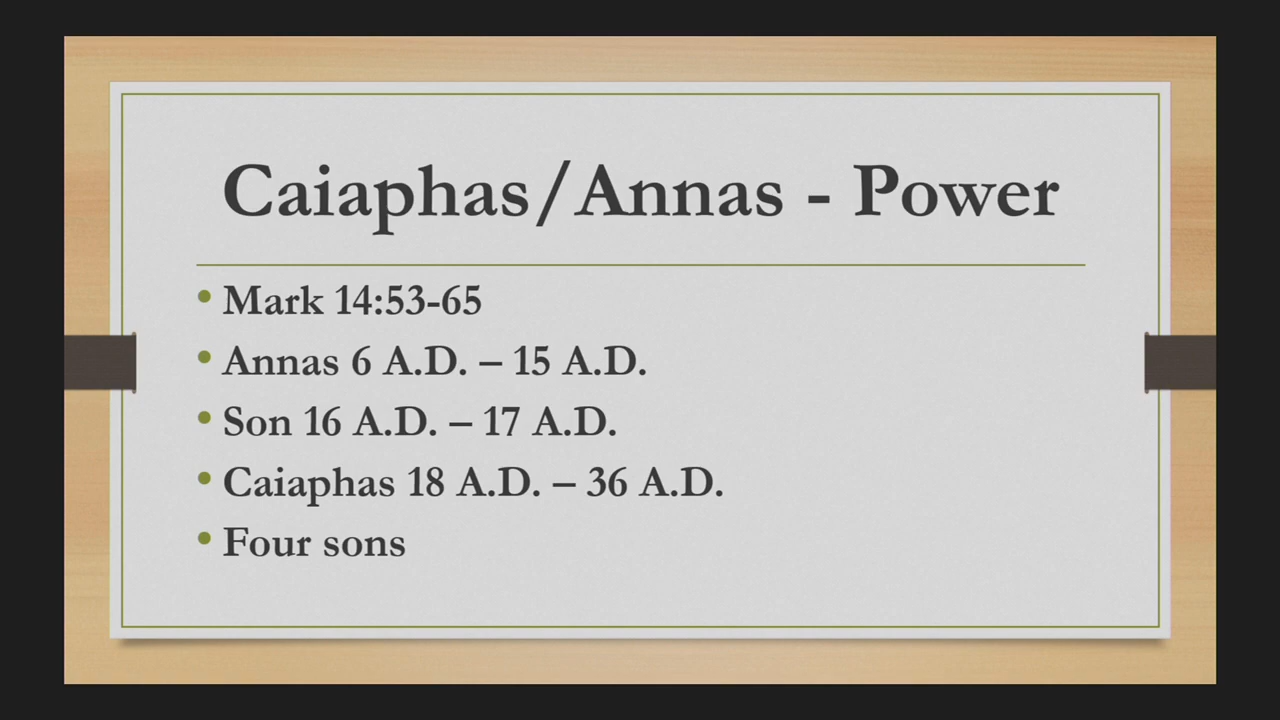 Caiaphas/Annas - Power
• Mark 14:53-65
• Annas 6 A.D. – 15 A.D.
• Son 16 A.D. – 17 A.D.
• Caiaphas 18 A.D. – 36 A.D.
• Four sons